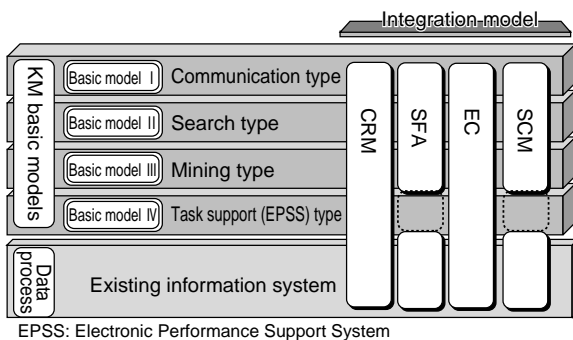 Integration model
KM basic models
Basic model I Communication type
Basic model II Search type
Basic model III Mining type
Basic model IV Task support (EPSS) type
CRM
SFA
EC
SCM
Data
process
Existing information system
EPSS: Electronic Performance Support System